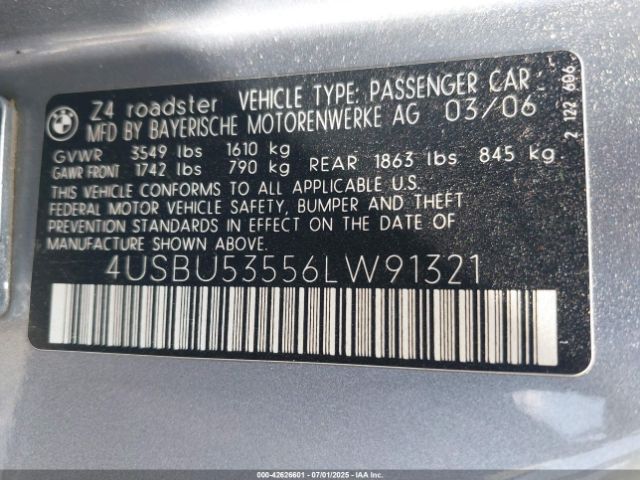 BMW
Z4 roadster VEHICLE TYPE: PASSENGER CAR
MFD BY BAYERISCHE MOTORENWERKE AG 03/06
GVWR 3549 lbs 1610 kg
GAWR FRONT 1742 lbs 790 kg REAR 1863 lbs 845 kg.
THIS VEHICLE CONFORMS TO ALL APPLICABLE U.S.
FEDERAL MOTOR VEHICLE SAFETY, BUMPER AND THEFT
PREVENTION STANDARDS IN EFFECT ON THE DATE OF
MANUFACTURE SHOWN ABOVE.
4USBU53556LW91321
2 122 606
000-42626601 - 07/01/2025 - IAA Inc.